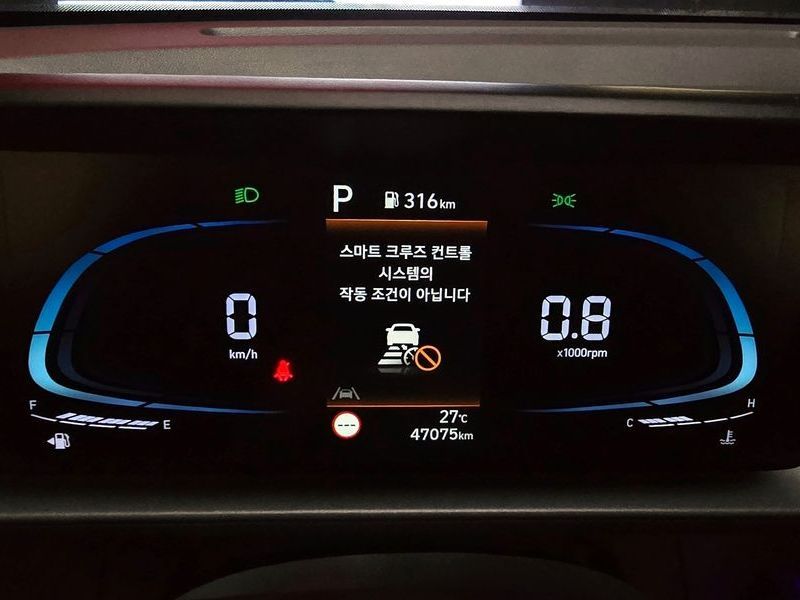 P 316km
스마트 크루즈 컨트롤
시스템의
작동 조건이 아닙니다
0
km/h
0.8
x1000rpm
F
E
C
H
---
27℃
47075km